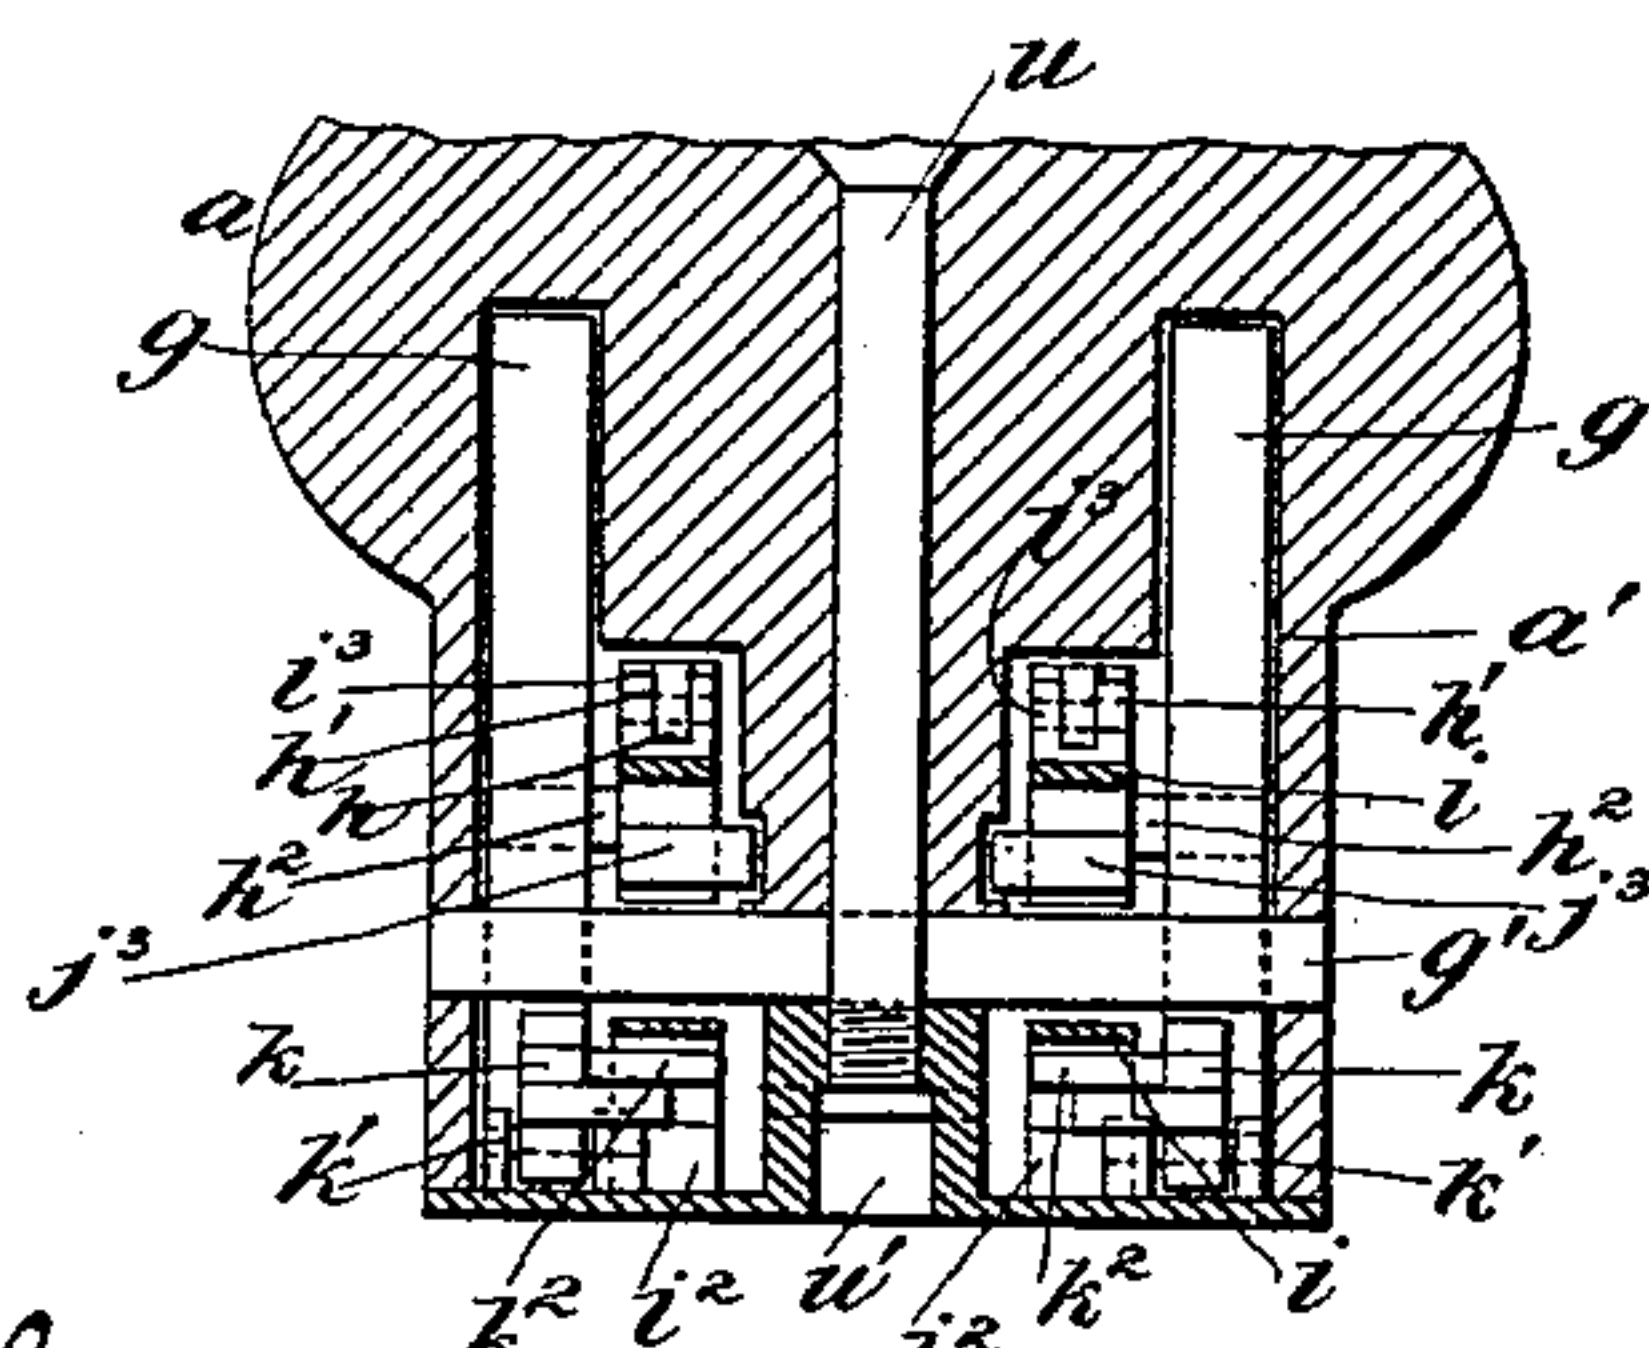 u
a
g
g
i³
a'
i³
h'
h'
h
i
h²
h²
j³
j³
g'
k
k
k'
k'
k²
i²
u'
i²
k²
i